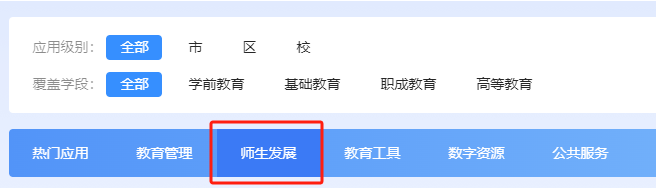 应用级别： 全部 市 区 校
覆盖学段： 全部 学前教育 基础教育 职成教育 高等教育
热门应用 教育管理 师生发展 教育工具 数字资源 公共服务